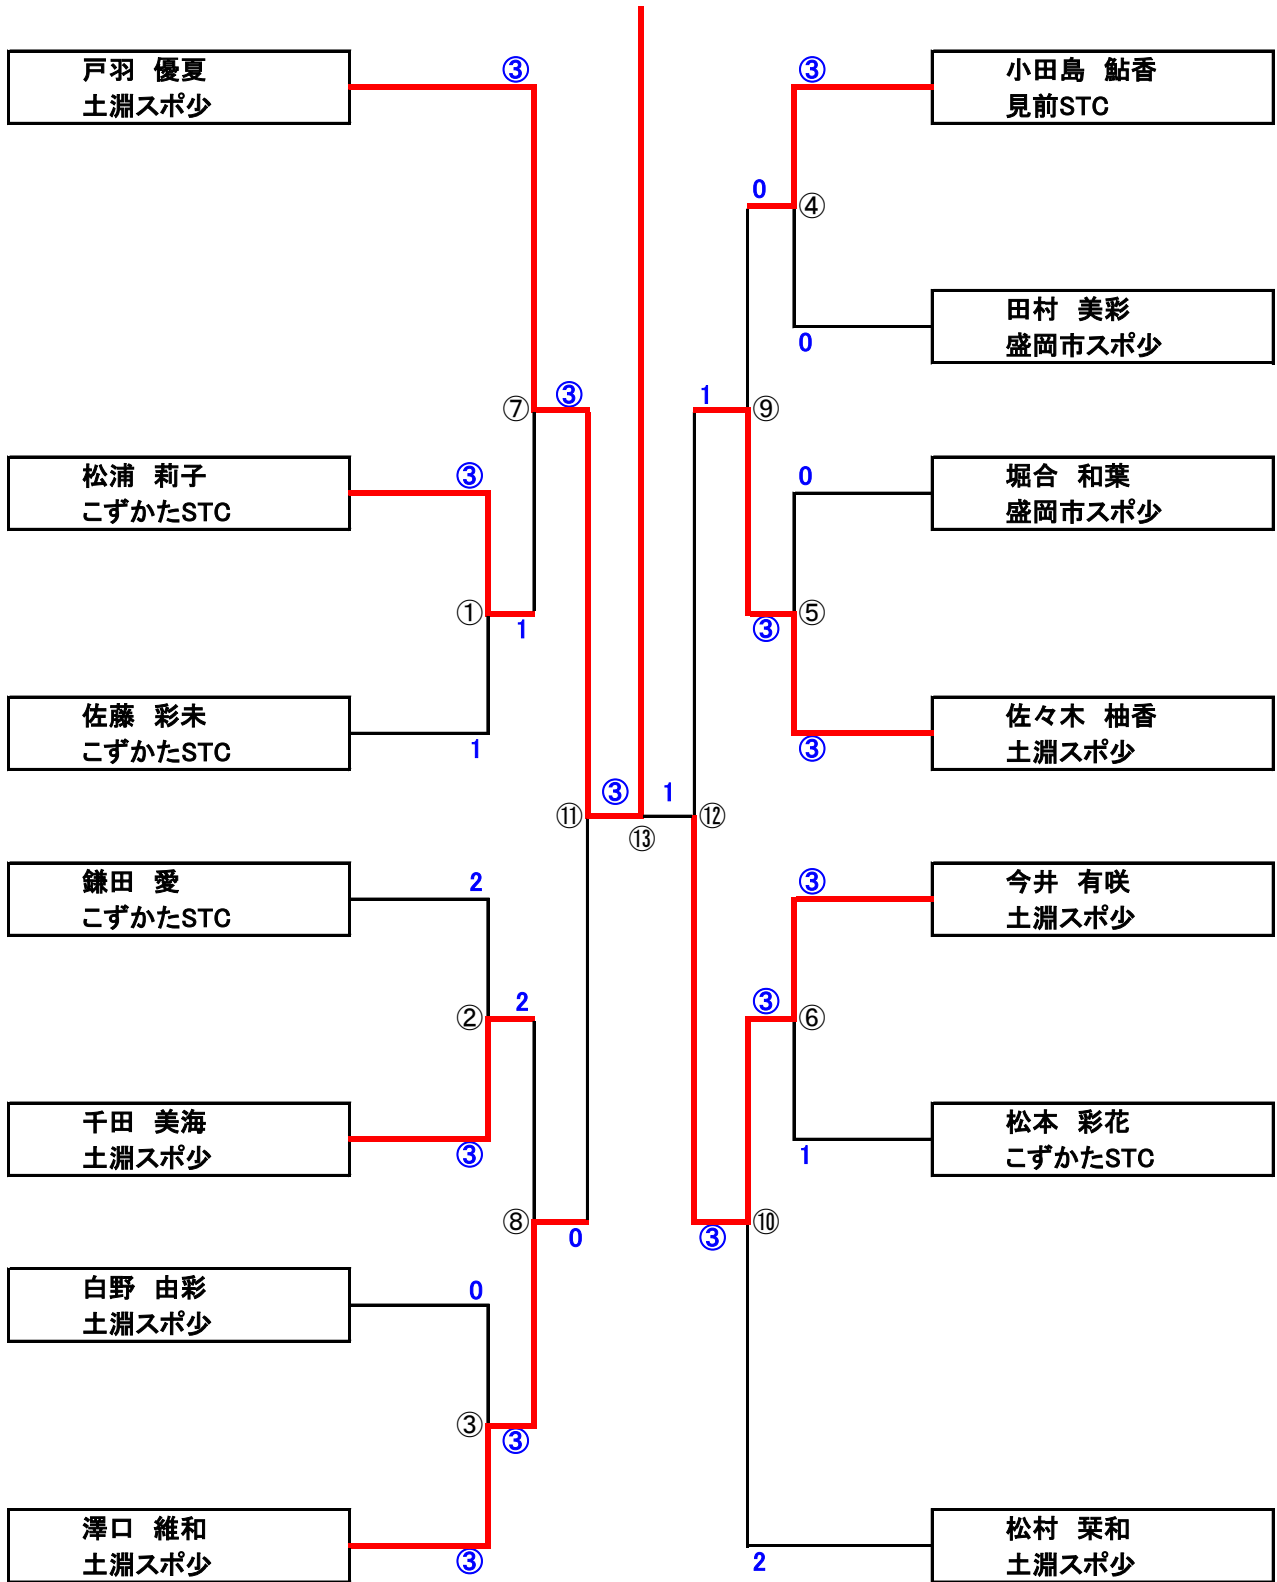 戸羽　優夏
土淵スポ少
③
③
小田島　鮎香
見前STC
0
④
田村　美彩
盛岡市スポ少
0
⑦
③
1
⑨
松浦　莉子
こずかたSTC
③
0
堀合　和葉
盛岡市スポ少
①
1
③
⑤
佐藤　彩未
こずかたSTC
1
③
佐々木　柚香
土淵スポ少
⑪
③
1
⑫
⑬
鎌田　愛
こずかたSTC
2
③
今井　有咲
土淵スポ少
②
2
③
⑥
千田　美海
土淵スポ少
③
1
松本　彩花
こずかたSTC
⑧
0
③
⑩
白野　由彩
土淵スポ少
0
③
③
澤口　維和
土淵スポ少
③
2
松村　栞和
土淵スポ少